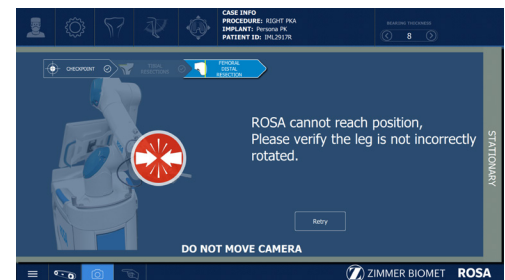 CASE INFO
PROCEDURE: RIGHT PKA
IMPLANT: Persona PK
PATIENT ID: IML2917R
BEARING THICKNESS
8
CHECKPOINT
TIBIAL
RESECTIONS
FEMORAL
DISTAL
RESECTION
ROSA cannot reach position,
Please verify the leg is not incorrectly
rotated.
STATIONARY
Retry
DO NOT MOVE CAMERA
ZIMMER BIOMET ROSA